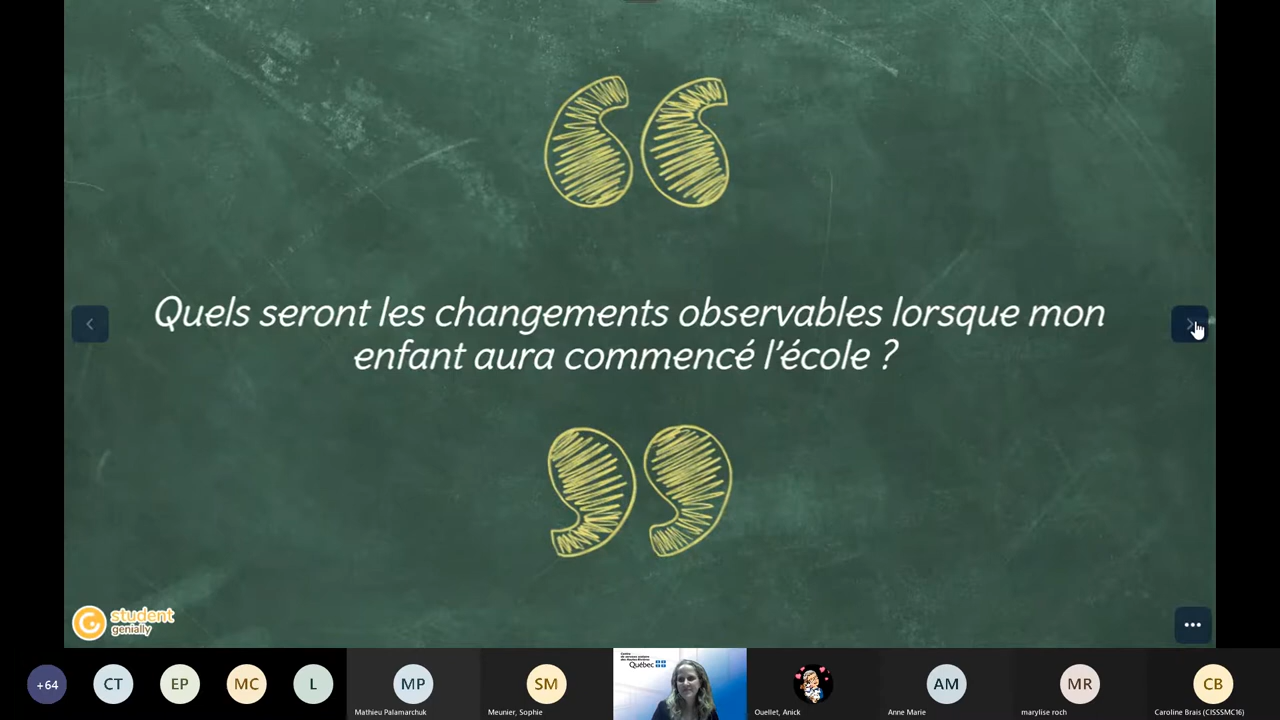 Quels seront les changements observables lorsque mon
enfant aura commencé l'école ?
student
genially
+64
CT
EP
MC
L
MP
Mathieu Palamarchuk
SM
Meunier, Sophie
Québec
Ouellet, Anick
AM
Anne Marie
MR
marylise roch
CB
Caroline Brais (CISSSMC16)